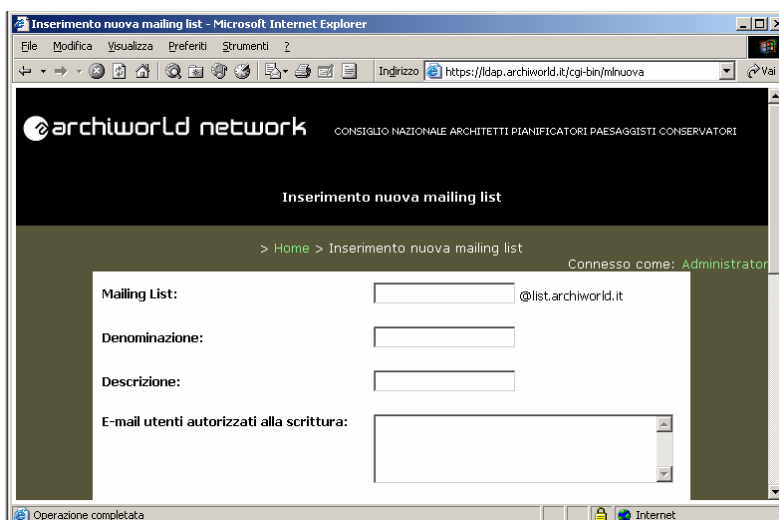 Inserimento nuova mailing list - Microsoft Internet Explorer
File Modifica Visualizza Preferiti Strumenti ?
Indirizzo https://ldap.archiworld.it/cgi-bin/mlnuova Vai
archiworld network CONSIGLIO NAZIONALE ARCHITETTI PIANIFICATORI PAESAGGISTI CONSERVATORI
Inserimento nuova mailing list
> Home > Inserimento nuova mailing list
Connesso come: Administrator
Mailing List: @list.archiworld.it
Denominazione:
Descrizione:
E-mail utenti autorizzati alla scrittura:
Operazione completata Internet